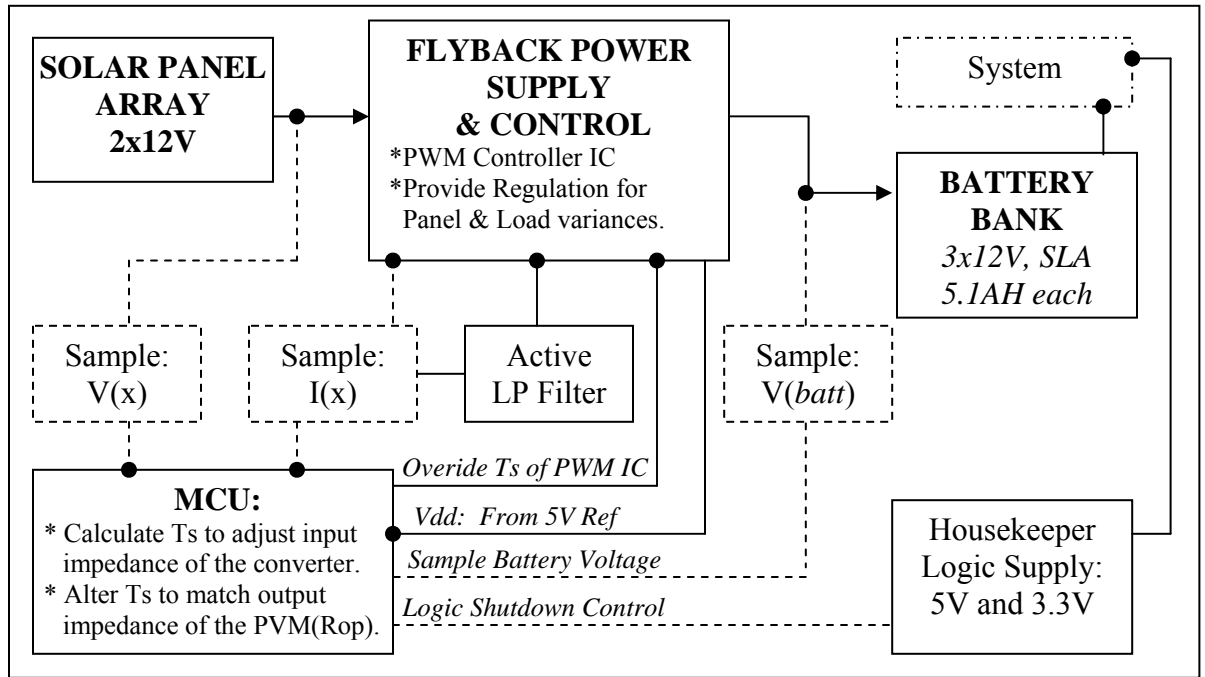 SOLAR PANEL
ARRAY
2x12V
FLYBACK POWER
SUPPLY
& CONTROL
*PWM Controller IC
*Provide Regulation for
Panel & Load variances.
System
BATTERY
BANK
3x12V, SLA
5.1AH each
Sample:
V(x)
Sample:
I(x)
Active
LP Filter
Sample:
V(batt)
MCU:
* Calculate Ts to adjust input
impedance of the converter.
* Alter Ts to match output
impedance of the PVM(Rop).
Overide Ts of PWM IC
Vdd: From 5V Ref
Sample Battery Voltage
Logic Shutdown Control
Housekeeper
Logic Supply:
5V and 3.3V